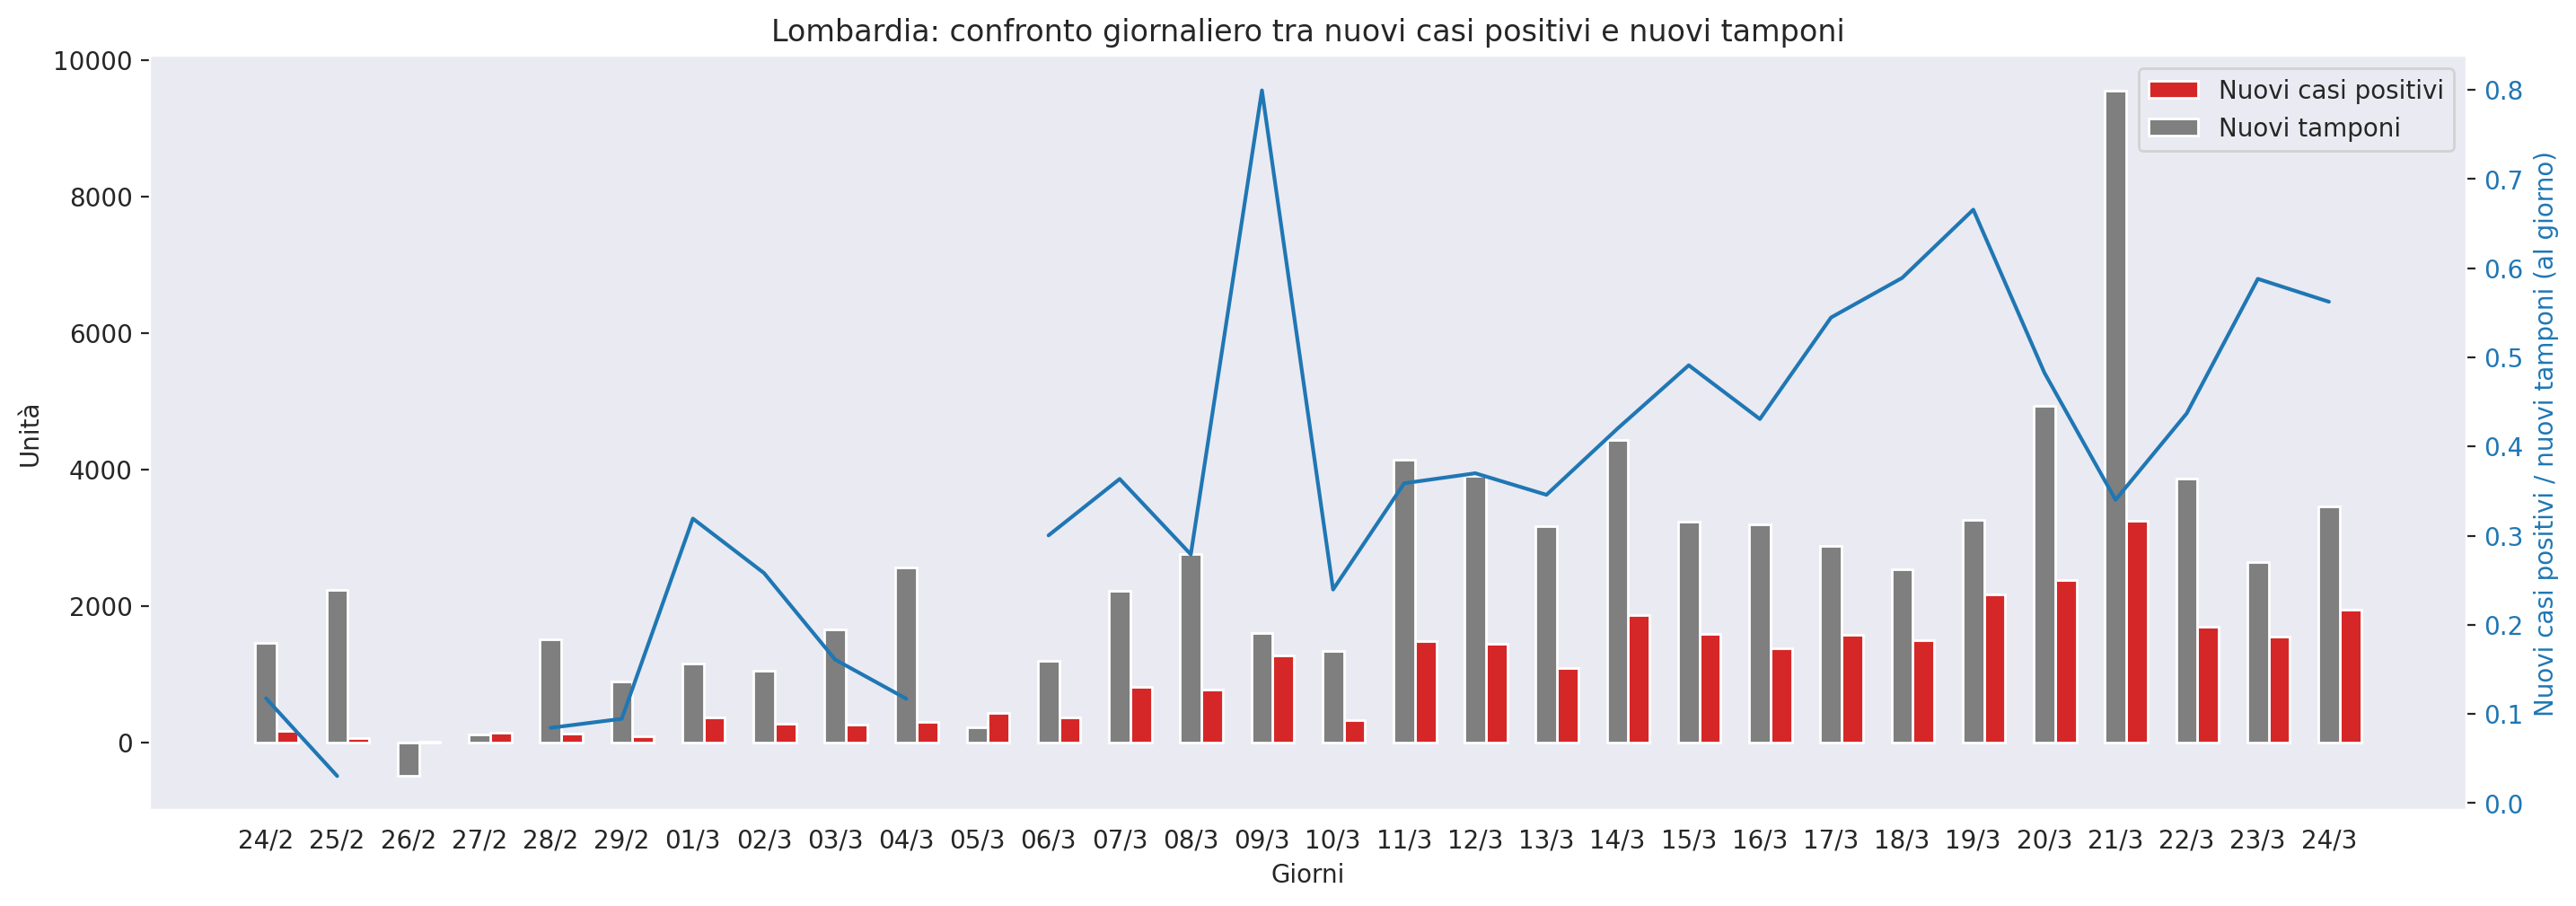 Lombardia: confronto giornaliero tra nuovi casi positivi e nuovi tamponi
10000
8000
6000
4000
2000
0
Unità
Nuovi casi positivi
Nuovi tamponi
0.8
0.7
0.6
0.5
0.4
0.3
0.2
0.1
0.0
Nuovi casi positivi / nuovi tamponi (al giorno)
24/2 25/2 26/2 27/2 28/2 29/2 01/3 02/3 03/3 04/3 05/3 06/3 07/3 08/3 09/3 10/3 11/3 12/3 13/3 14/3 15/3 16/3 17/3 18/3 19/3 20/3 21/3 22/3 23/3 24/3
Giorni